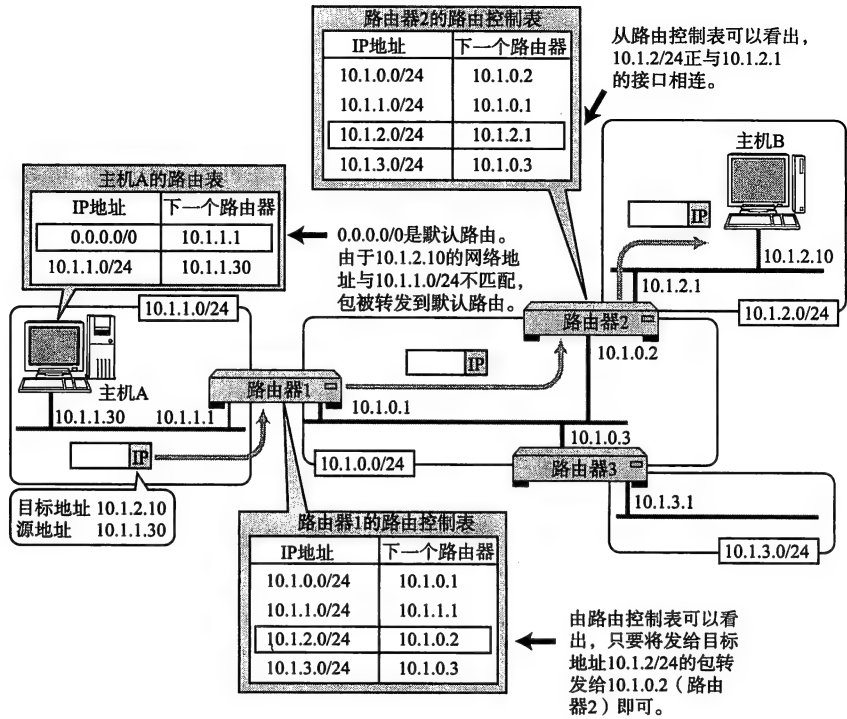 路由器2的路由控制表
IP地址 下一个路由器
10.1.0.0/24 10.1.0.2
10.1.1.0/24 10.1.0.1
10.1.2.0/24 10.1.2.1
10.1.3.0/24 10.1.0.3
从路由控制表可以看出，
10.1.2/24正与10.1.2.1
的接口相连。
主机B
IP
10.1.2.10
10.1.2.1
10.1.2.0/24
主机A的路由表
IP地址 下一个路由器
0.0.0.0/0 10.1.1.1
10.1.1.0/24 10.1.1.30
0.0.0.0/0是默认路由。
由于10.1.2.10的网络地
址与10.1.1.0/24不匹配，
包被转发到默认路由。
10.1.1.0/24
主机A
10.1.1.30 10.1.1.1
IP
目标地址 10.1.2.10
源地址 10.1.1.30
路由器1
10.1.0.1
IP
路由器2
10.1.0.2
10.1.0.0/24
10.1.0.3
路由器3
10.1.3.1
10.1.3.0/24
路由器1的路由控制表
IP地址 下一个路由器
10.1.0.0/24 10.1.0.1
10.1.1.0/24 10.1.1.1
10.1.2.0/24 10.1.0.2
10.1.3.0/24 10.1.0.3
由路由控制表可以看
出，只要将发给目标
地址10.1.2/24的包转
发给10.1.0.2（路由
器2）即可。